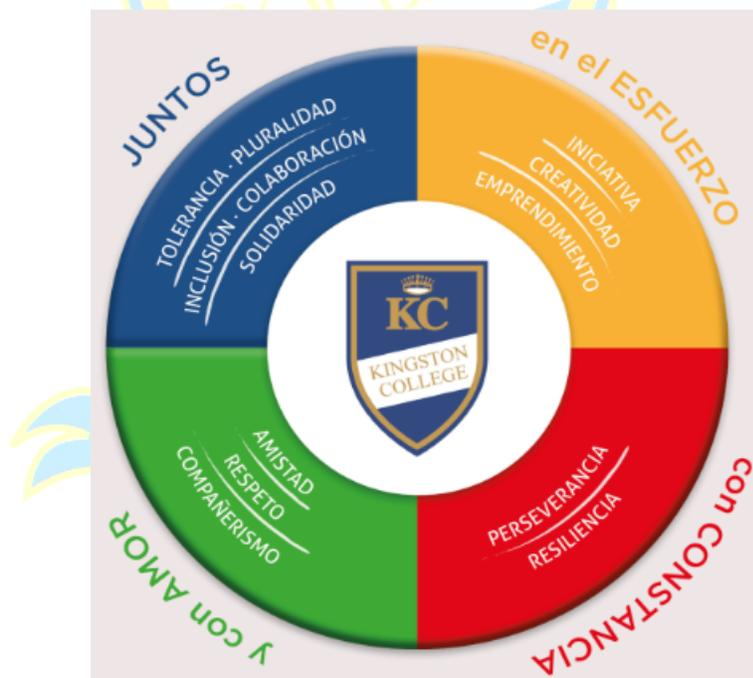 JUNTOS
TOLERANCIA · PLURALIDAD
INCLUSIÓN · COLABORACIÓN
SOLIDARIDAD
en el ESFUERZO
INICIATIVA
CREATIVIDAD
EMPRENDIMIENTO
con CONSTANCIA
PERSEVERANCIA
RESILIENCIA
y con AMOR
AMISTAD
RESPETO
COMPAÑERISMO
KC
KINGSTON
COLLEGE